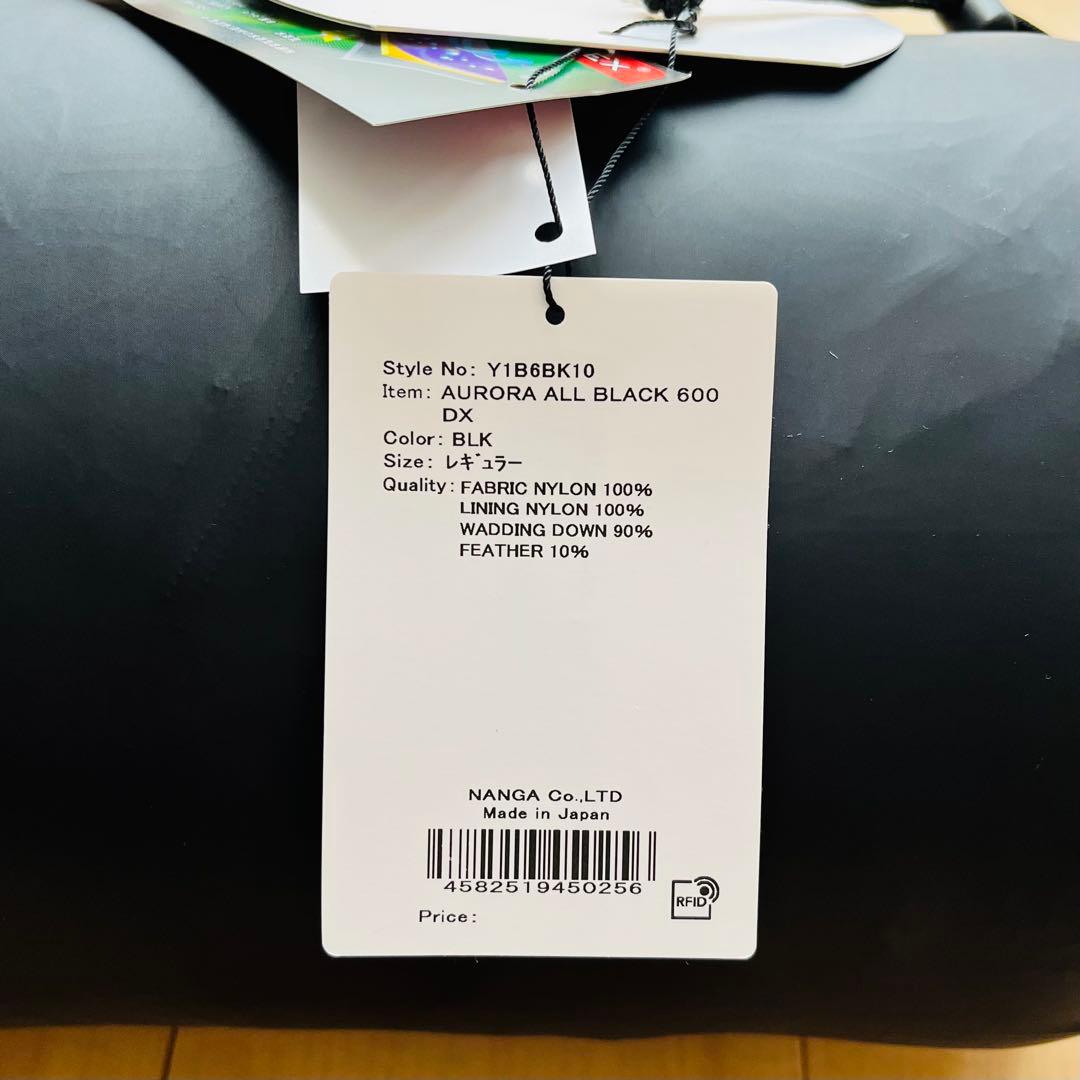 Style No: Y1B6BK10
Item: AURORA ALL BLACK 600
DX
Color: BLK
Size: レギュラー
Quality: FABRIC NYLON 100%
LINING NYLON 100%
WADDING DOWN 90%
FEATHER 10%
NANGA Co.,LTD
Made in Japan
4582519450256
RFID
Price: